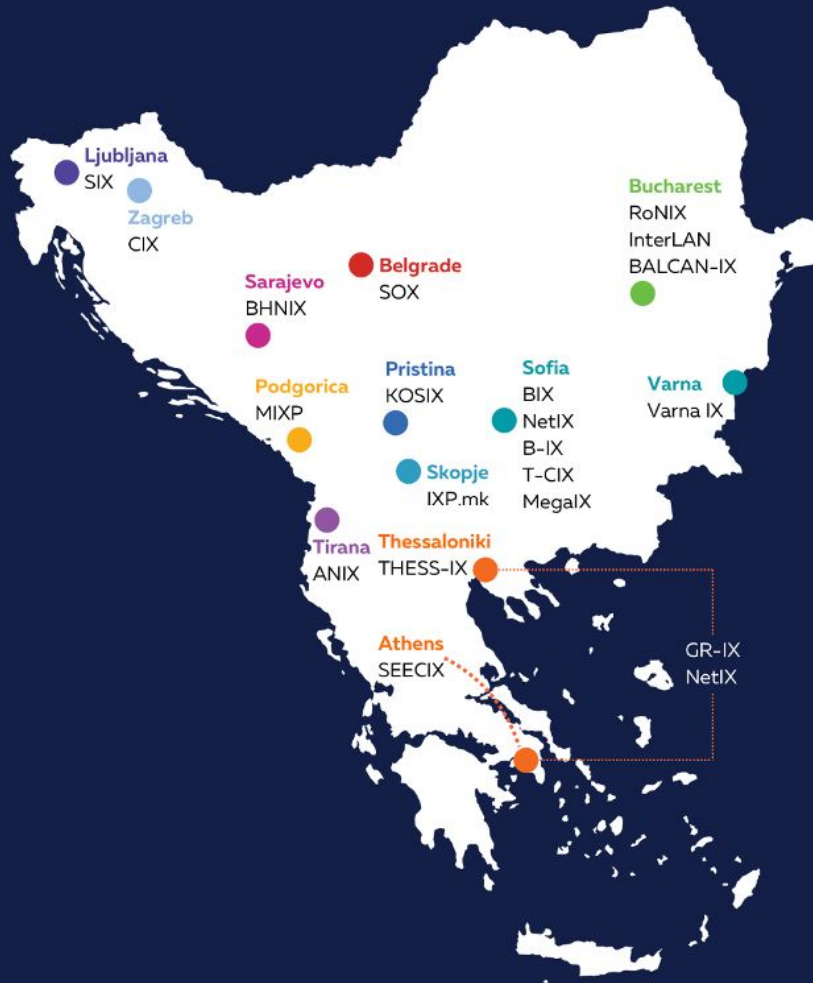 Ljubljana
SIX
Zagreb
CIX
Bucharest
RoNIX
InterLAN
BALCAN-IX
Belgrade
SOX
Sarajevo
BHNIX
Pristina
KOSIX
Sofia
BIX
NetIX
B-IX
T-CIX
MegaIX
Varna
Varna IX
Podgorica
MIXP
Skopje
IXP.mk
Tirana
ANIX
Thessaloniki
THESS-IX
Athens
SEECIX
GR-IX
NetIX